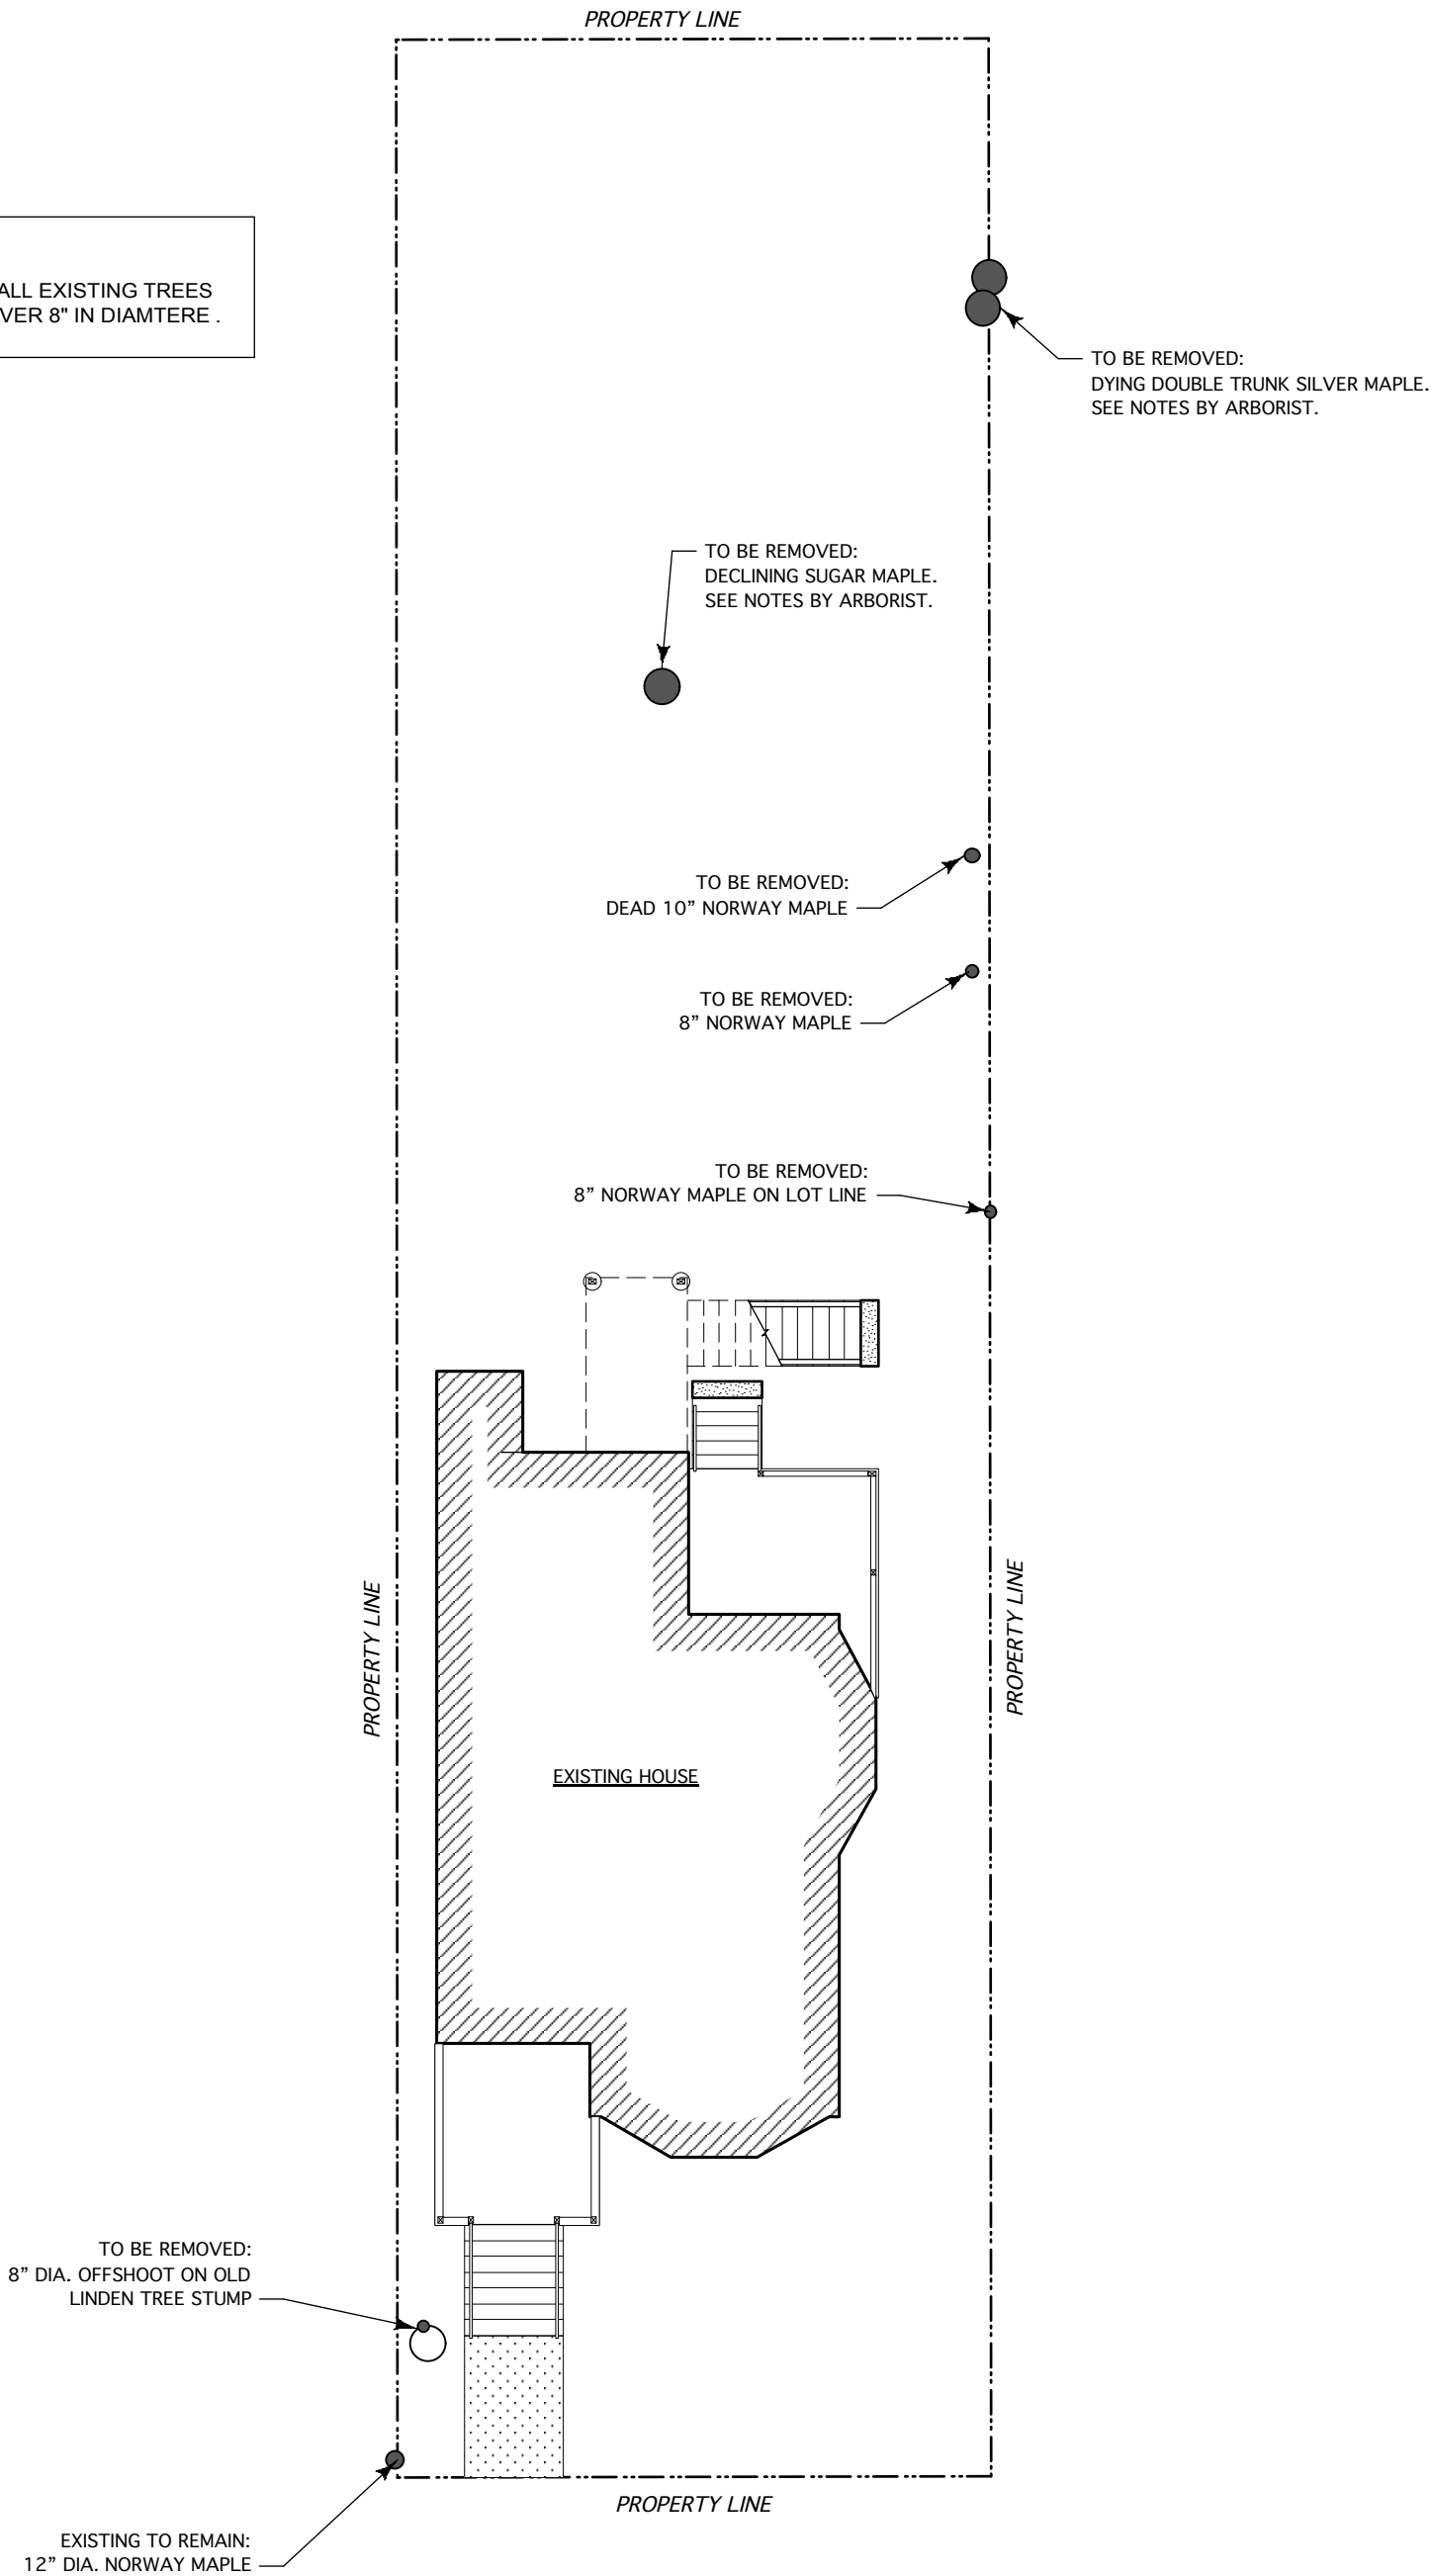 PROPERTY LINE
ALL EXISTING TREES
VER 8" IN DIAMTERE .
TO BE REMOVED:
DYING DOUBLE TRUNK SILVER MAPLE.
SEE NOTES BY ARBORIST.
TO BE REMOVED:
DECLINING SUGAR MAPLE.
SEE NOTES BY ARBORIST.
TO BE REMOVED:
DEAD 10” NORWAY MAPLE
TO BE REMOVED:
8” NORWAY MAPLE
TO BE REMOVED:
8” NORWAY MAPLE ON LOT LINE
PROPERTY LINE
PROPERTY LINE
EXISTING HOUSE
TO BE REMOVED:
8” DIA. OFFSHOOT ON OLD
LINDEN TREE STUMP
PROPERTY LINE
EXISTING TO REMAIN:
12” DIA. NORWAY MAPLE